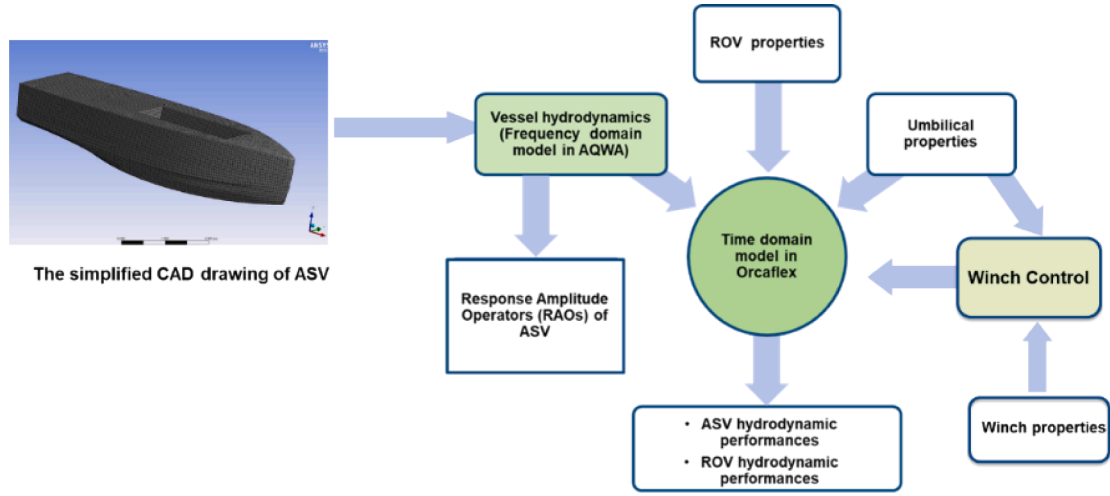 ANSYS
The simplified CAD drawing of ASV
Vessel hydrodynamics
(Frequency domain
model in AQWA)
ROV properties
Umbilical
properties
Time domain
model in
Orcaflex
Winch Control
Response Amplitude
Operators (RAOs) of
ASV
• ASV hydrodynamic
performances
• ROV hydrodynamic
performances
Winch properties